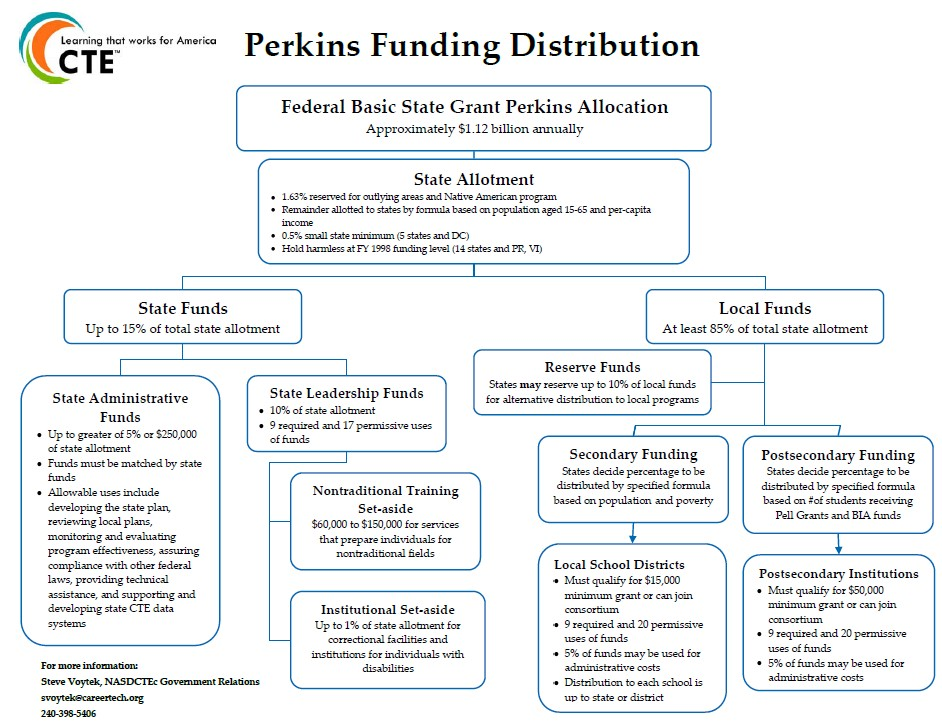 Learning that works for America
CTE™
Perkins Funding Distribution
Federal Basic State Grant Perkins Allocation
Approximately $1.12 billion annually
State Allotment
• 1.63% reserved for outlying areas and Native American program
• Remainder allotted to states by formula based on population aged 15-65 and per-capita
income
• 0.5% small state minimum (5 states and DC)
• Hold harmless at FY 1998 funding level (14 states and PR, VI)
State Funds
Up to 15% of total state allotment
Local Funds
At least 85% of total state allotment
Reserve Funds
States may reserve up to 10% of local funds
for alternative distribution to local programs
State Administrative
Funds
• Up to greater of 5% or $250,000
of state allotment
• Funds must be matched by state
funds
• Allowable uses include
developing the state plan,
reviewing local plans,
monitoring and evaluating
program effectiveness, assuring
compliance with other federal
laws, providing technical
assistance, and supporting and
developing state CTE data
systems
State Leadership Funds
• 10% of state allotment
• 9 required and 17 permissive uses
of funds
Nontraditional Training
Set-aside
$60,000 to $150,000 for services
that prepare individuals for
nontraditional fields
Institutional Set-aside
Up to 1% of state allotment for
correctional facilities and
institutions for individuals with
disabilities
Secondary Funding
States decide percentage to be
distributed by specified formula
based on population and poverty
Postsecondary Funding
States decide percentage to be
distributed by specified formula
based on #of students receiving
Pell Grants and BIA funds
Local School Districts
• Must qualify for $15,000
minimum grant or can join
consortium
• 9 required and 20 permissive
uses of funds
• 5% of funds may be used for
administrative costs
• Distribution to each school is
up to state or district
Postsecondary Institutions
• Must qualify for $50,000
minimum grant or can join
consortium
• 9 required and 20 permissive
uses of funds
• 5% of funds may be used for
administrative costs
For more information:
Steve Voytek, NASDCTEc Government Relations
svoytek@careertech.org
240-398-5406